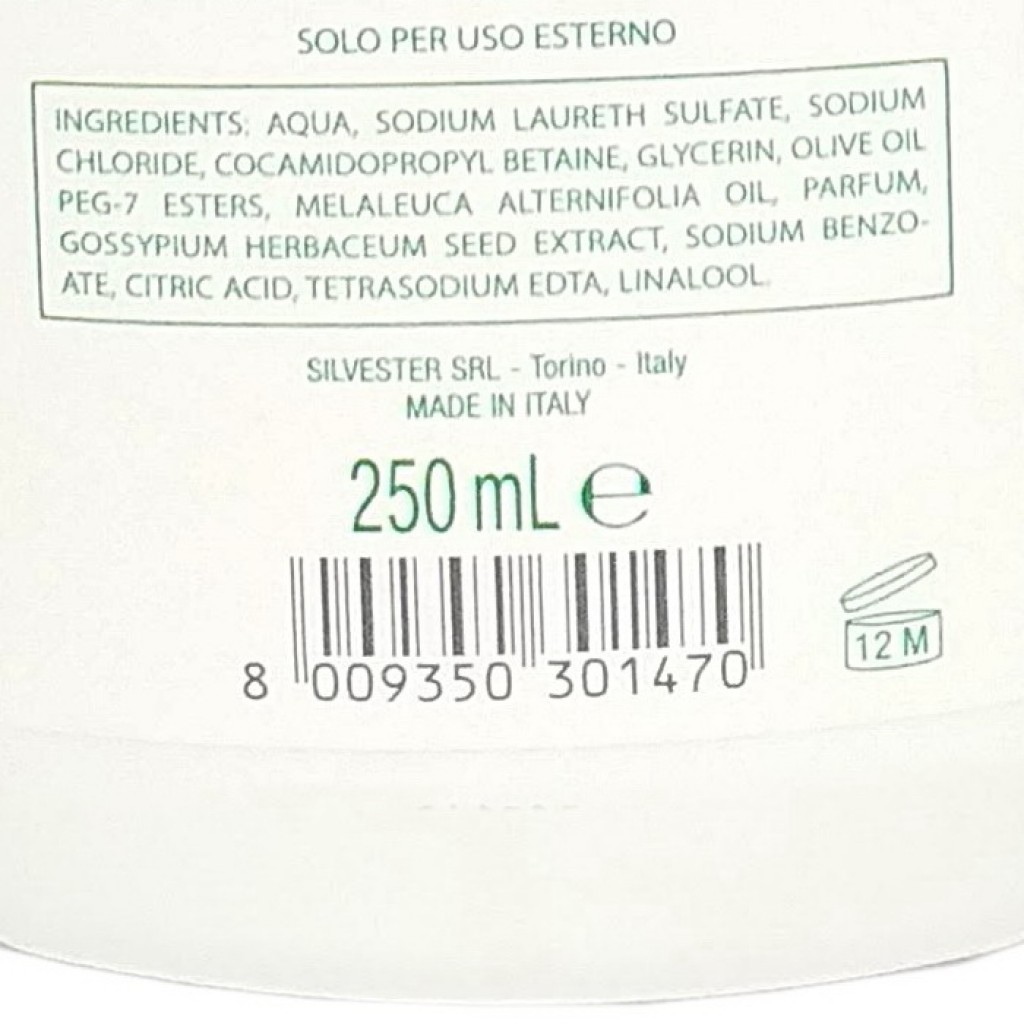 SOLO PER USO ESTERNO
INGREDIENTS: AQUA, SODIUM LAURETH SULFATE, SODIUM
CHLORIDE, COCAMIDOPROPYL BETAINE, GLYCERIN, OLIVE OIL
PEG-7 ESTERS, MELALEUCA ALTERNIFOLIA OIL, PARFUM,
GOSSYPIUM HERBACEUM SEED EXTRACT, SODIUM BENZO-
ATE, CITRIC ACID, TETRASODIUM EDTA, LINALOOL.
SILVESTER SRL - Torino - Italy
MADE IN ITALY
250 mL e
12 M
8 009350 301470